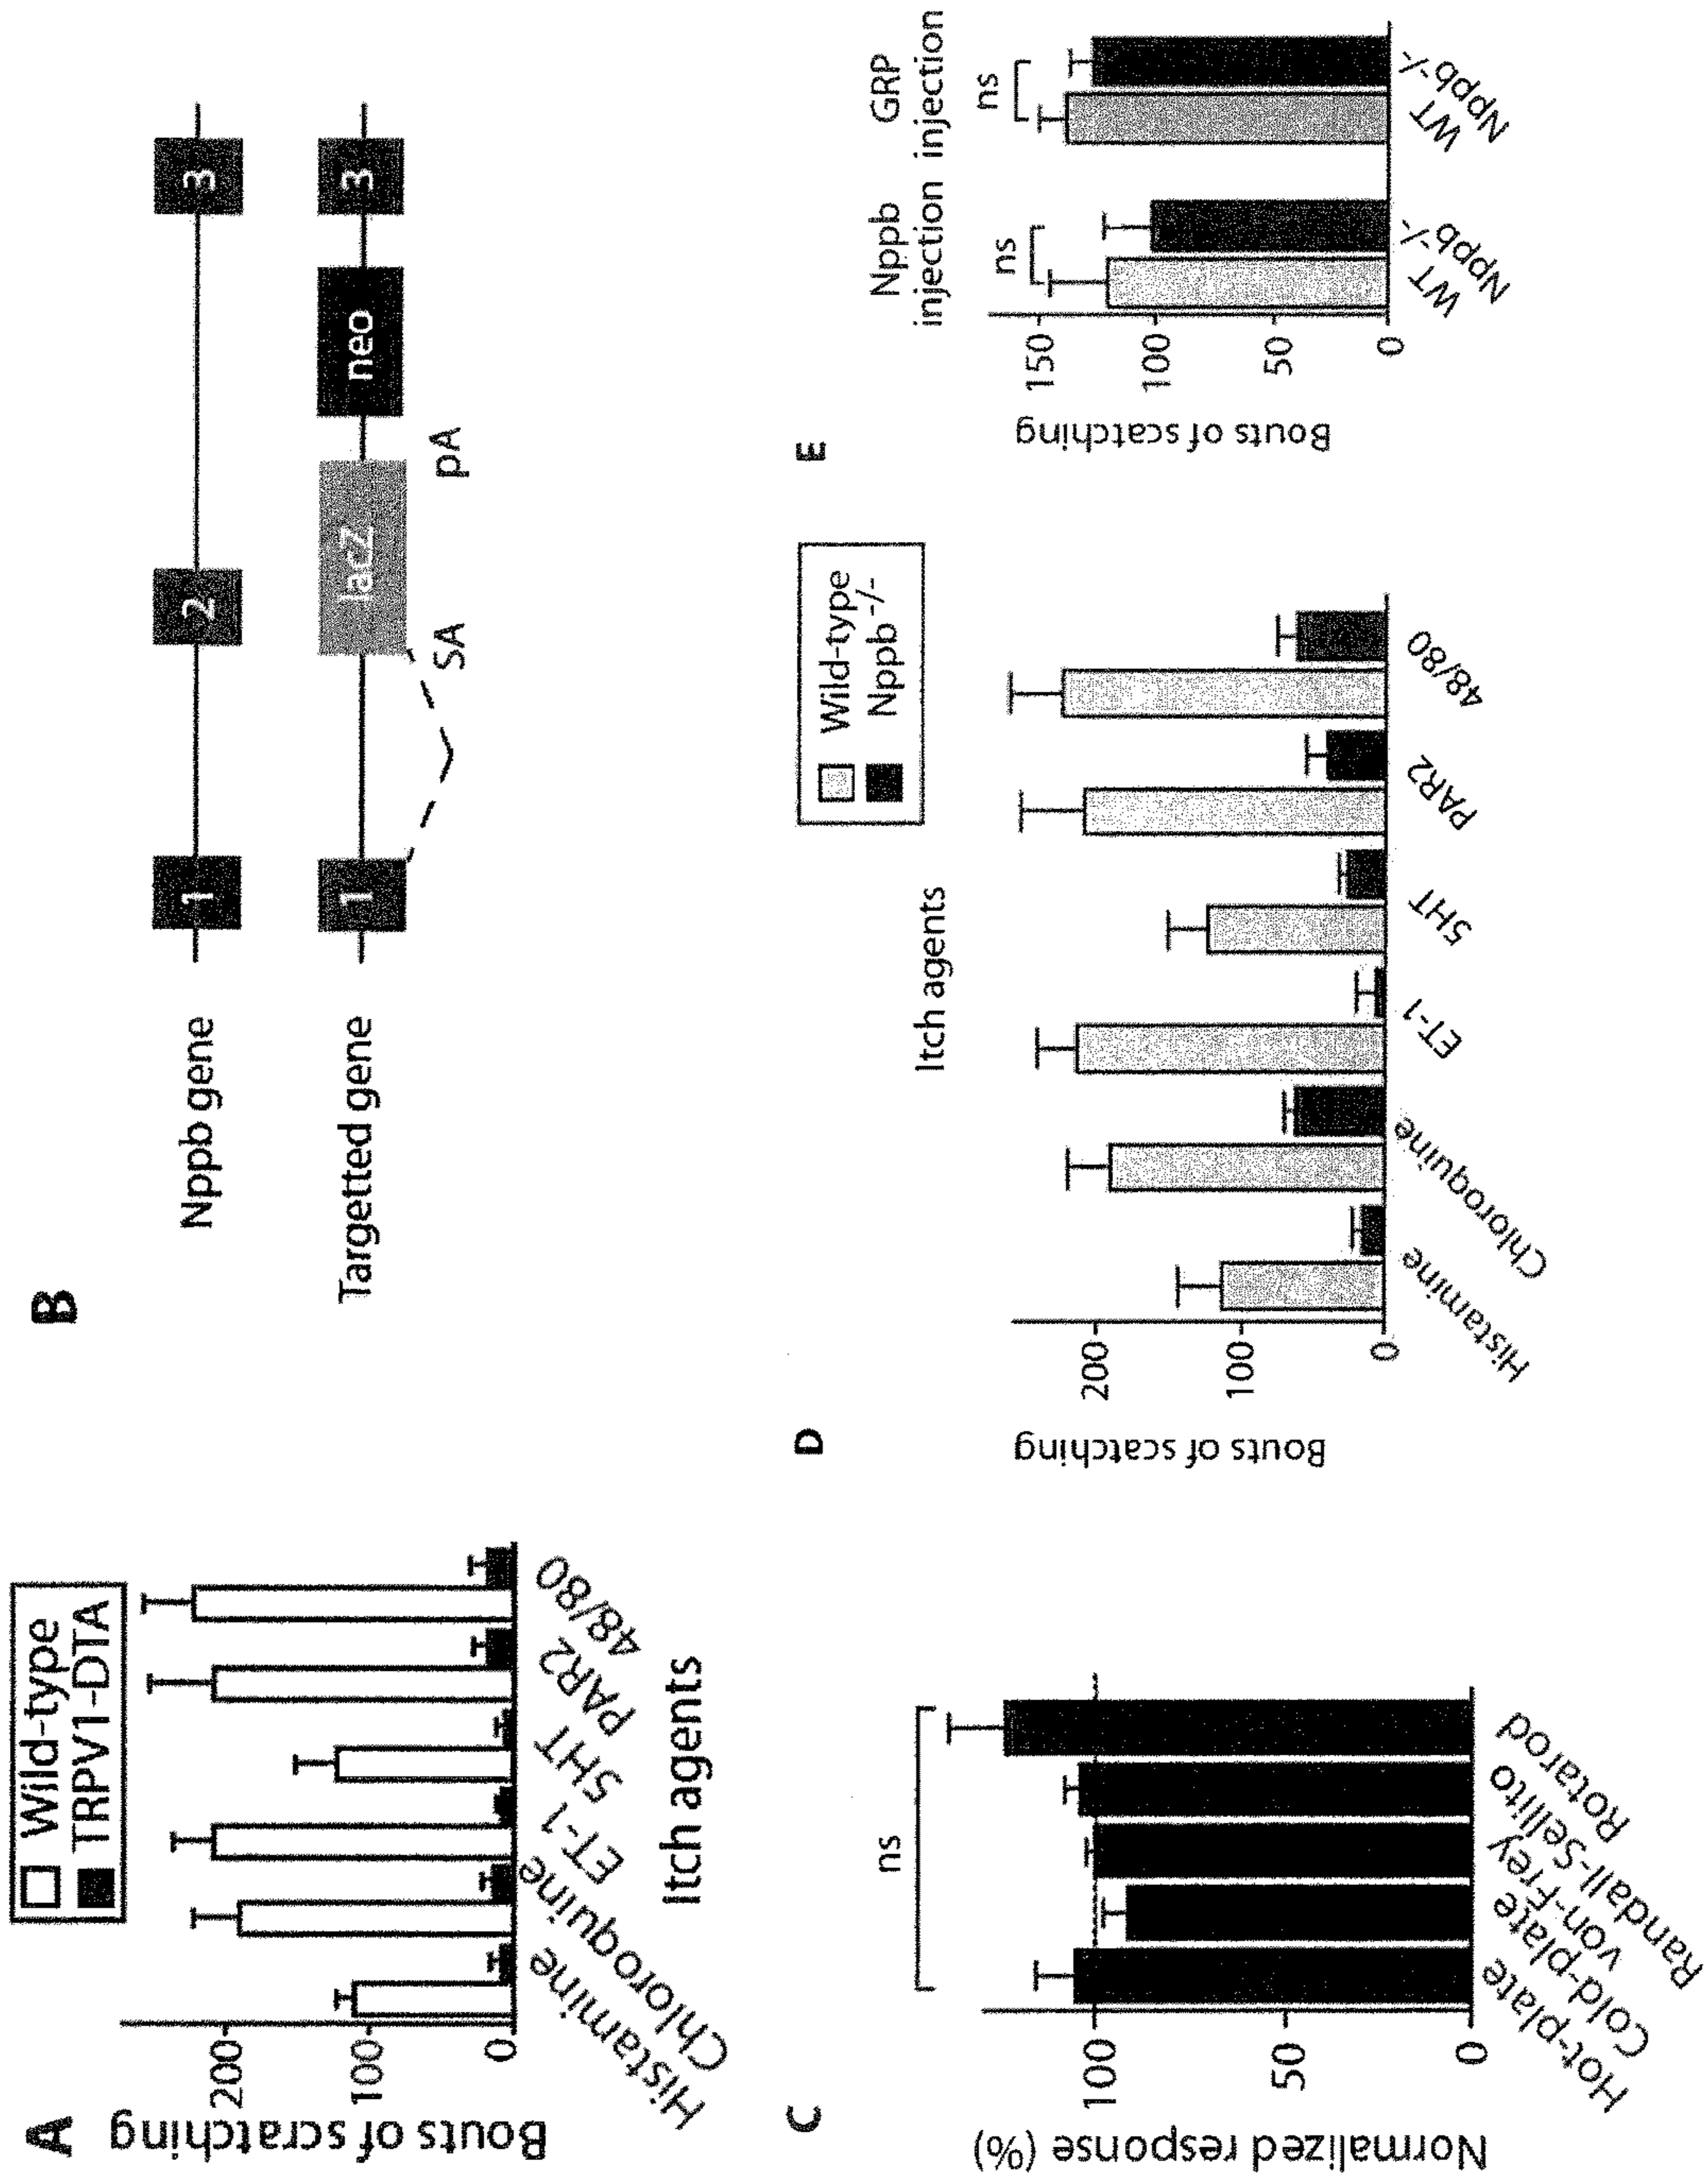 A
Wild-type
TRPV1-DTA
Bouts of scratching
200
100
0
Histamine
Chloroquine
ET-1
5HT
PAR2
48/80
Itch agents
B
Nppb gene
1
2
3
Targetted gene
1
lacZ
neo
3
SA
pA
C
Normalized response (%)
100
50
0
ns
Hot-plate
Cold-plate
von-Frey
Randall-Sellito
Rotarod
D
Itch agents
Wild-type
Nppb -/-
Bouts of scatching
200
100
0
Histamine
Chloroquine
ET-1
5HT
PAR2
48/80
E
Nppb injection
GRP injection
ns
ns
Bouts of scatching
150
100
50
0
WT
Nppb-/-
WT
Nppb-/-